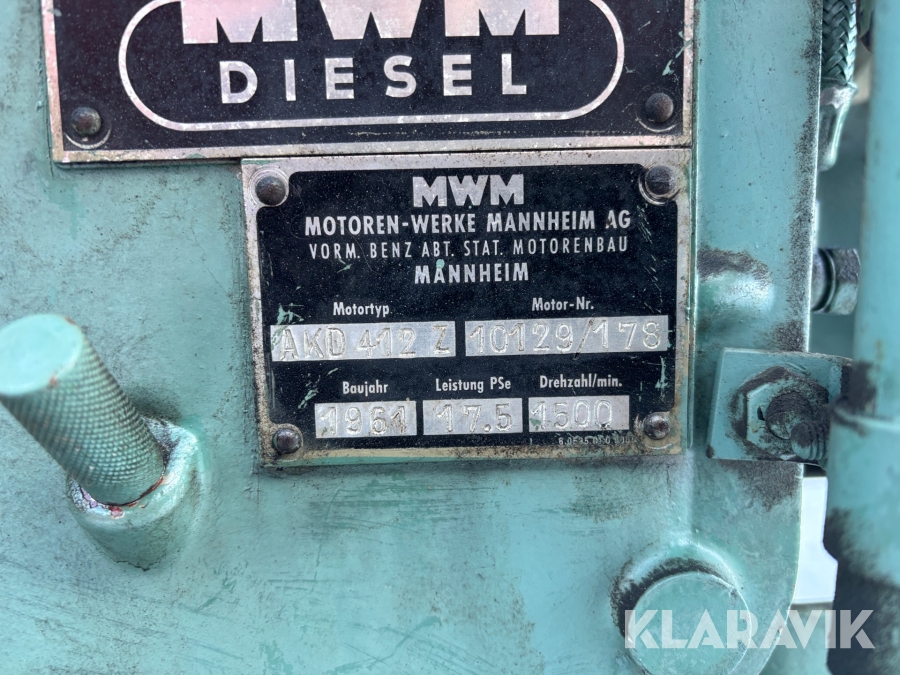 MWM
DIESEL
MWM
MOTOREN-WERKE MANNHEIM AG
VORM. BENZ ABT. STAT. MOTORENBAU
MANNHEIM
Motortyp Motor-Nr.
AKD 412 Z 10129/178
Baujahr Leistung PSe Drehzahl/min.
1961 17.5 1500
KLARAVIK